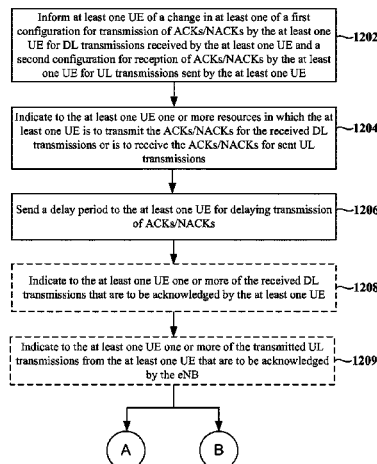 Inform at least one UE of a change in at least one of a first
configuration for transmission of ACKs/NACKs by the at least one
UE for DL transmissions received by the at least one UE and a
second configuration for reception of ACKs/NACKs by the at least
one UE for UL transmissions sent by the at least one UE
1202
Indicate to the at least one UE one or more resources in which the at
least one UE is to transmit the ACKs/NACKs for the received DL
transmissions or is to receive the ACKs/NACKs for sent UL
transmissions
1204
Send a delay period to the at least one UE for delaying transmission
of ACKs/NACKs
1206
Indicate to the at least one UE one or more of the received DL
transmissions that are to be acknowledged by the at least one UE
1208
Indicate to the at least one UE one or more of the transmitted UL
transmissions from the at least one UE that are to be acknowledged
by the eNB
1209
A
B